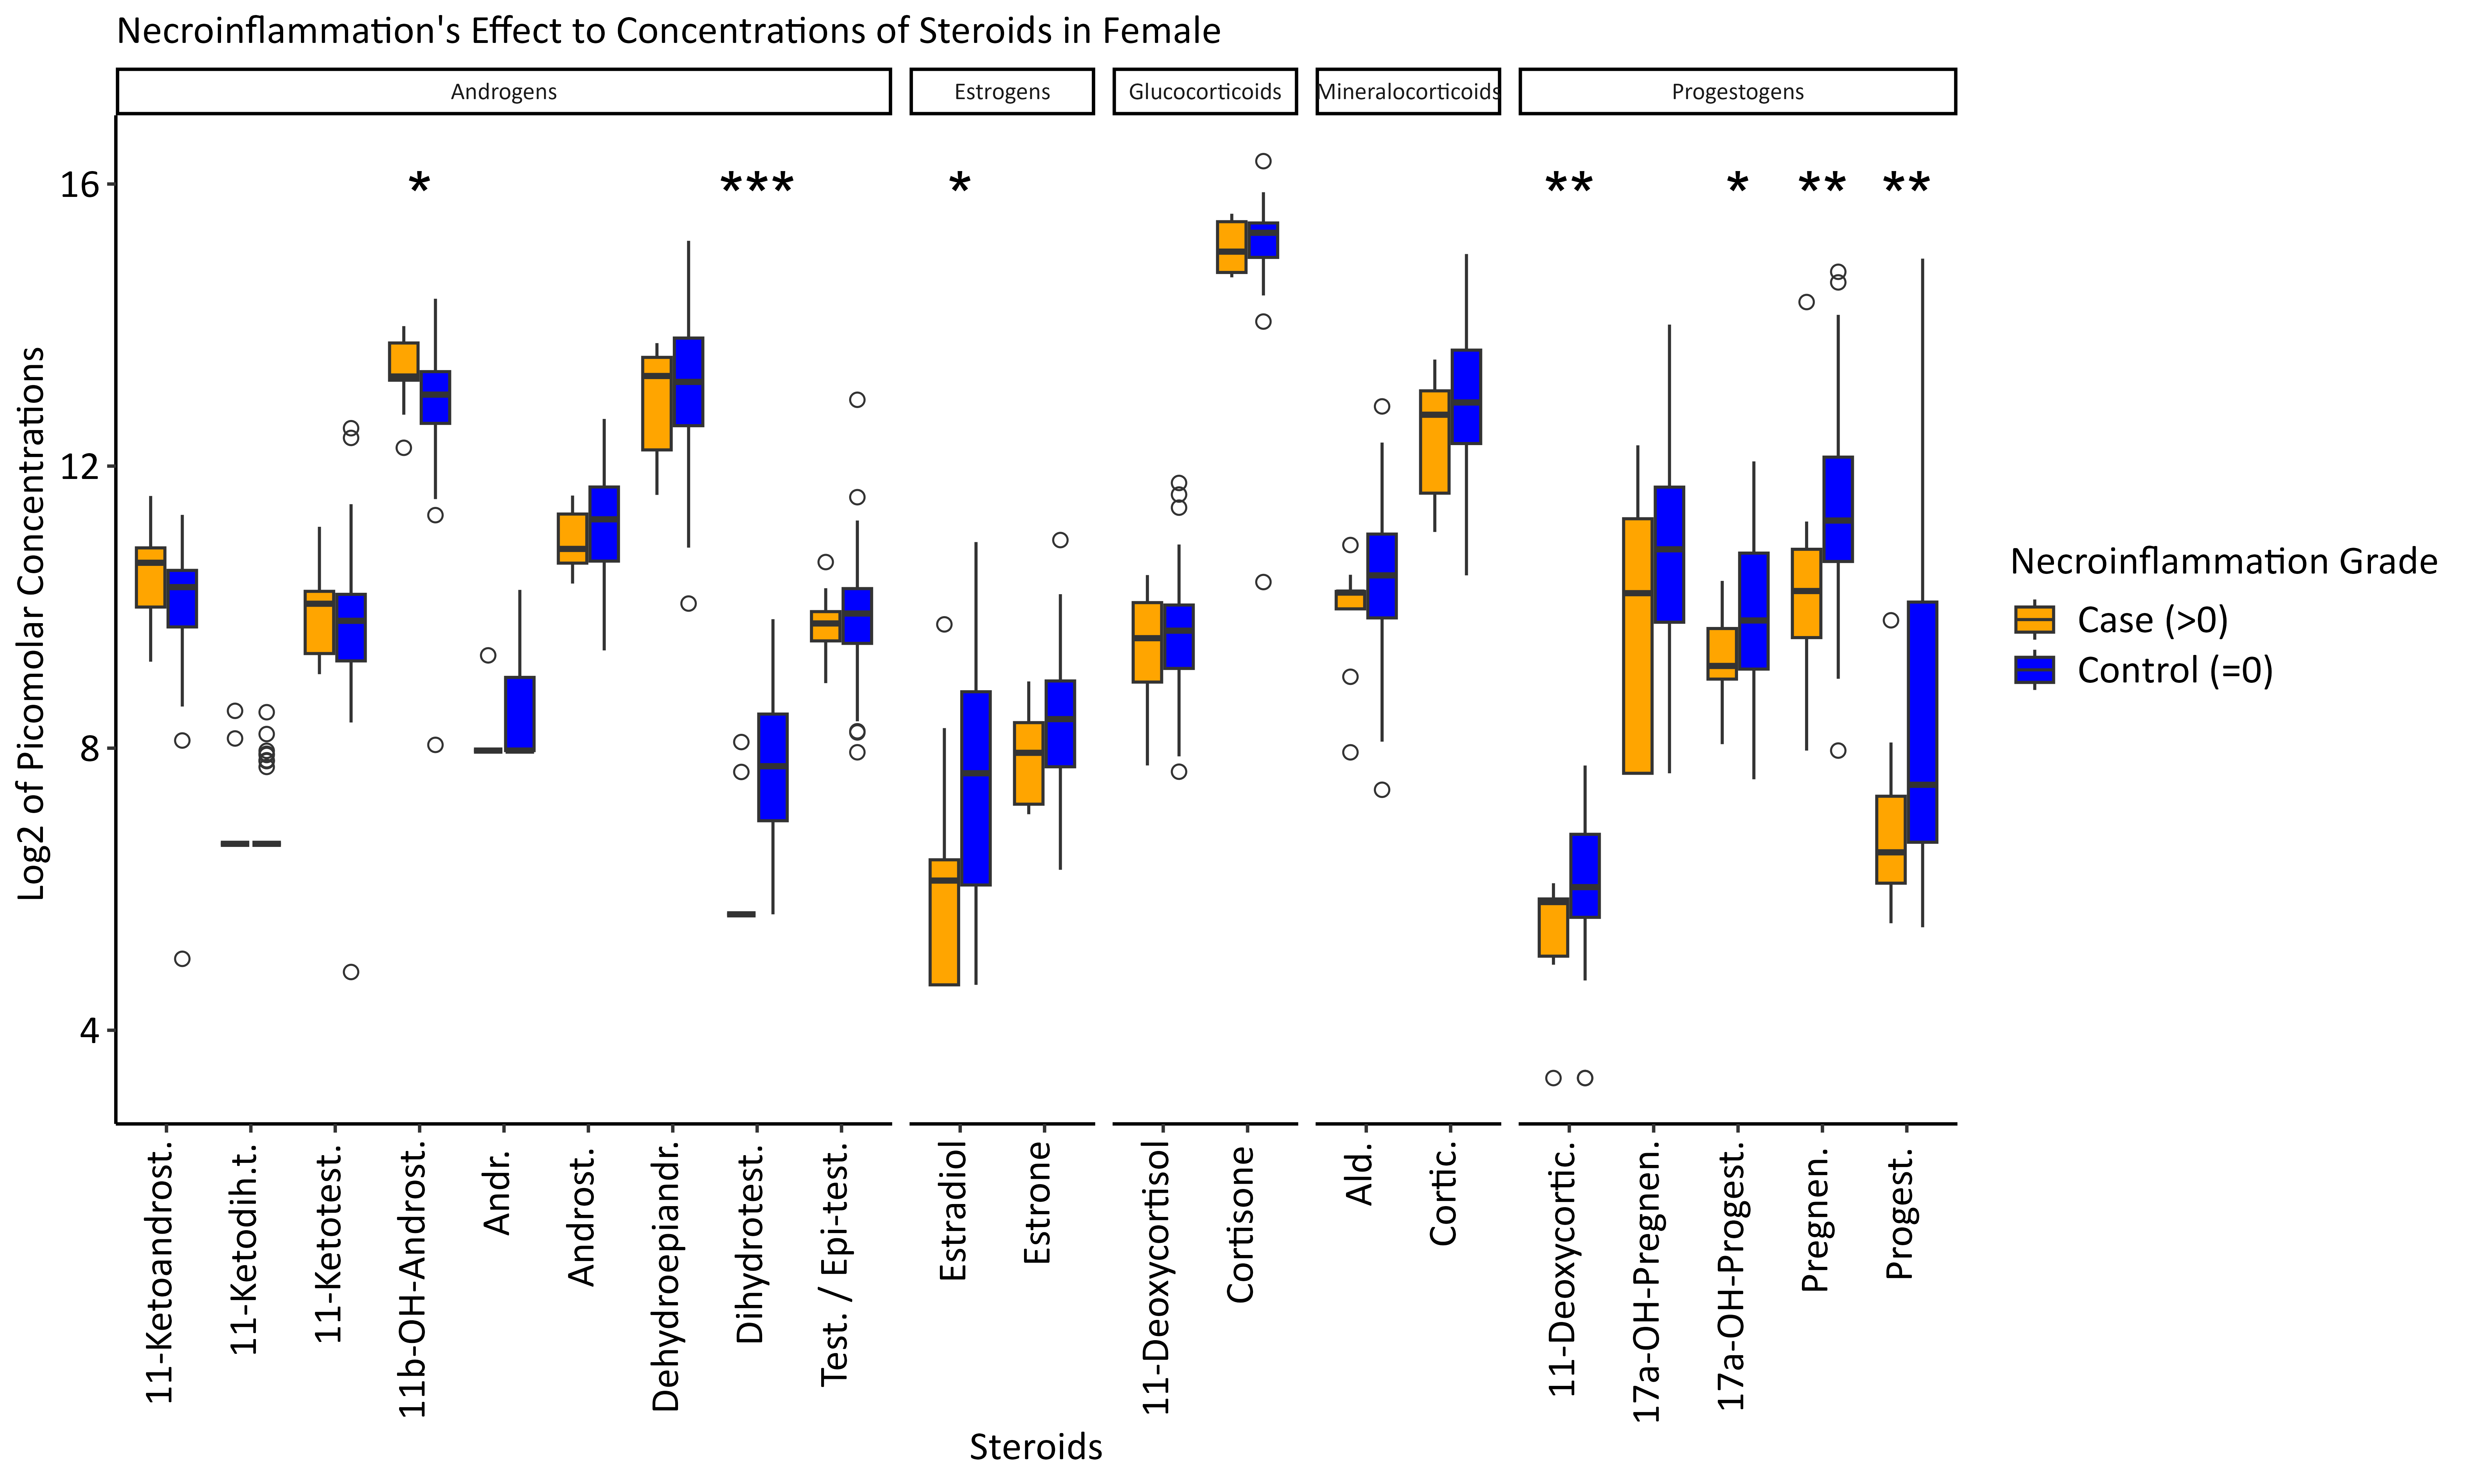 Necroinflammation's Effect to Concentrations of Steroids in Female
Androgens
Estrogens
Glucocorticoids
Mineralocorticoids
Progestogens
* *** * ** * ** **
Log2 of Picomolar Concentrations
16
12
8
4
11-Ketoandrost.
11-Ketodih.t.
11-Ketotest.
11b-OH-Androst.
Andr.
Androst.
Dehydroepiandr.
Dihydrotest.
Test. / Epi-test.
Estradiol
Estrone
11-Deoxycortisol
Cortisone
Ald.
Cortic.
11-Deoxycortic.
17a-OH-Pregnen.
17a-OH-Progest.
Pregnen.
Progest.
Steroids
Necroinflammation Grade
Case (>0)
Control (=0)